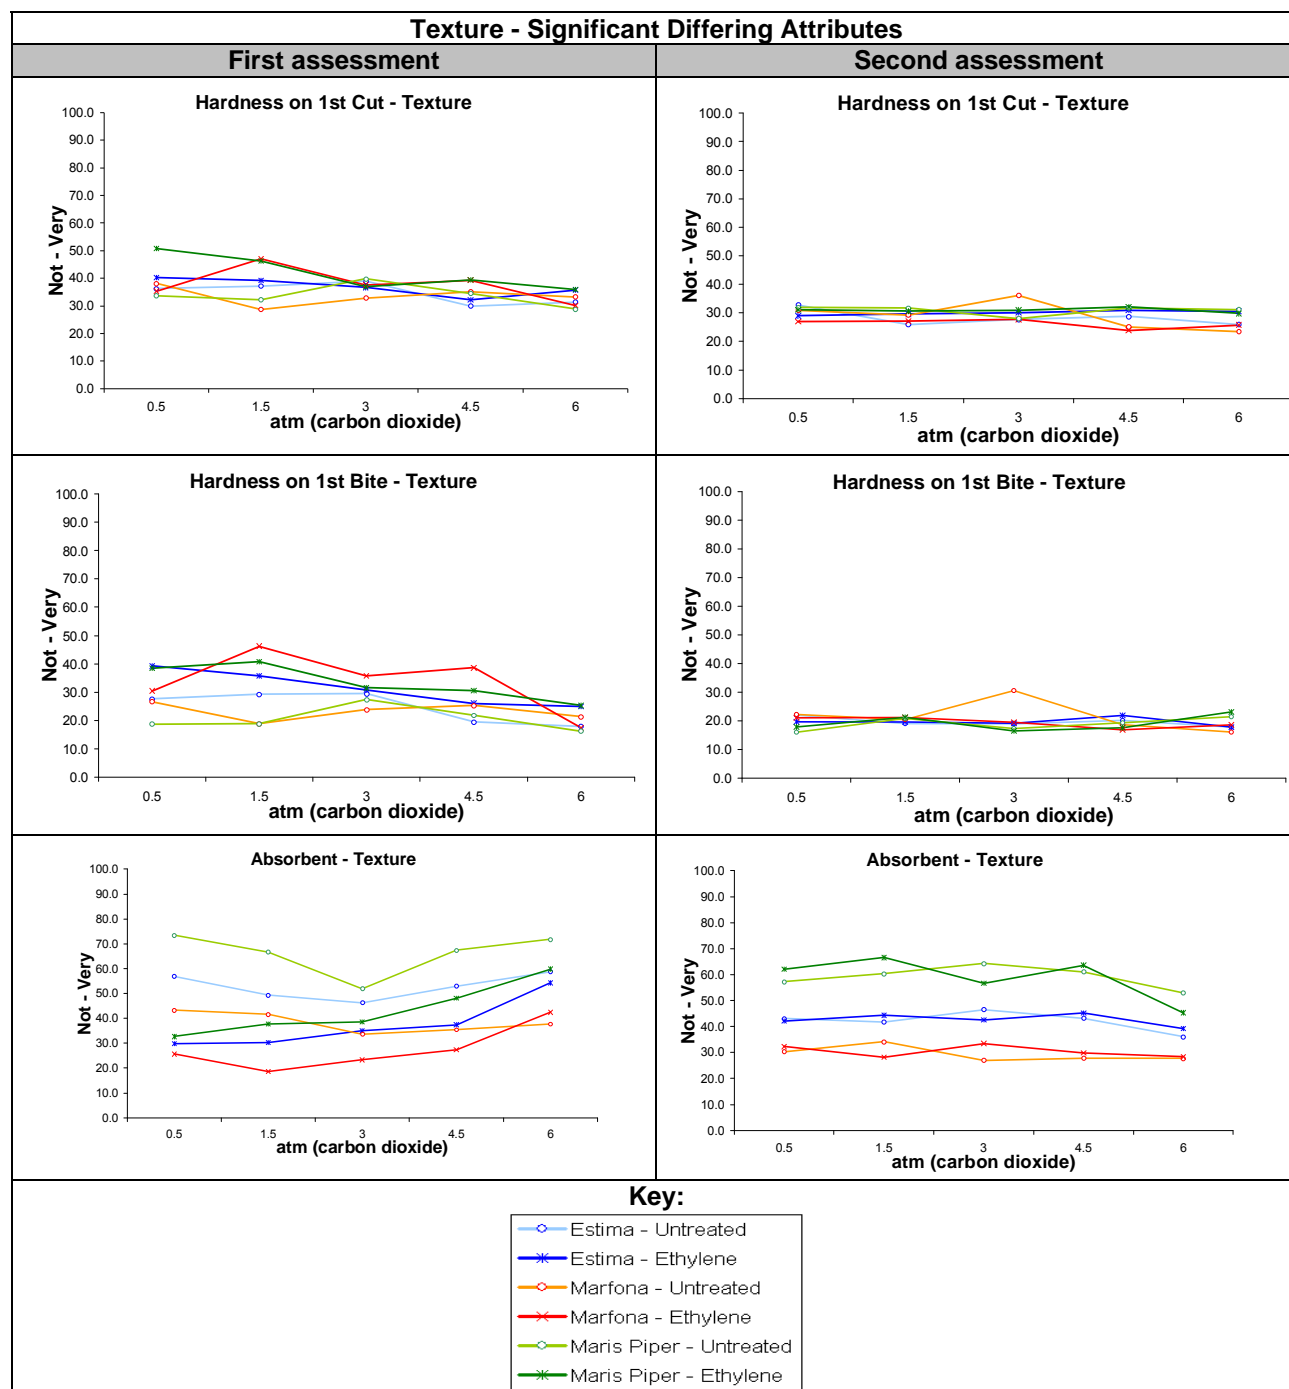 Texture - Significant Differing Attributes
First assessment
Second assessment
Hardness on 1st Cut - Texture
100.0
90.0
80.0
70.0
60.0
50.0
40.0
30.0
20.0
10.0
0.0
Not - Very
0.5 1.5 3 4.5 6
atm (carbon dioxide)
Hardness on 1st Cut - Texture
100.0
90.0
80.0
70.0
60.0
50.0
40.0
30.0
20.0
10.0
0.0
Not - Very
0.5 1.5 3 4.5 6
atm (carbon dioxide)
Hardness on 1st Bite - Texture
100.0
90.0
80.0
70.0
60.0
50.0
40.0
30.0
20.0
10.0
0.0
Not - Very
0.5 1.5 3 4.5 6
atm (carbon dioxide)
Hardness on 1st Bite - Texture
100.0
90.0
80.0
70.0
60.0
50.0
40.0
30.0
20.0
10.0
0.0
Not - Very
0.5 1.5 3 4.5 6
atm (carbon dioxide)
Absorbent - Texture
100.0
90.0
80.0
70.0
60.0
50.0
40.0
30.0
20.0
10.0
0.0
Not - Very
0.5 1.5 3 4.5 6
atm (carbon dioxide)
Absorbent - Texture
100.0
90.0
80.0
70.0
60.0
50.0
40.0
30.0
20.0
10.0
0.0
Not - Very
0.5 1.5 3 4.5 6
atm (carbon dioxide)
Key:
Estima - Untreated
Estima - Ethylene
Marfona - Untreated
Marfona - Ethylene
Maris Piper - Untreated
Maris Piper - Ethylene